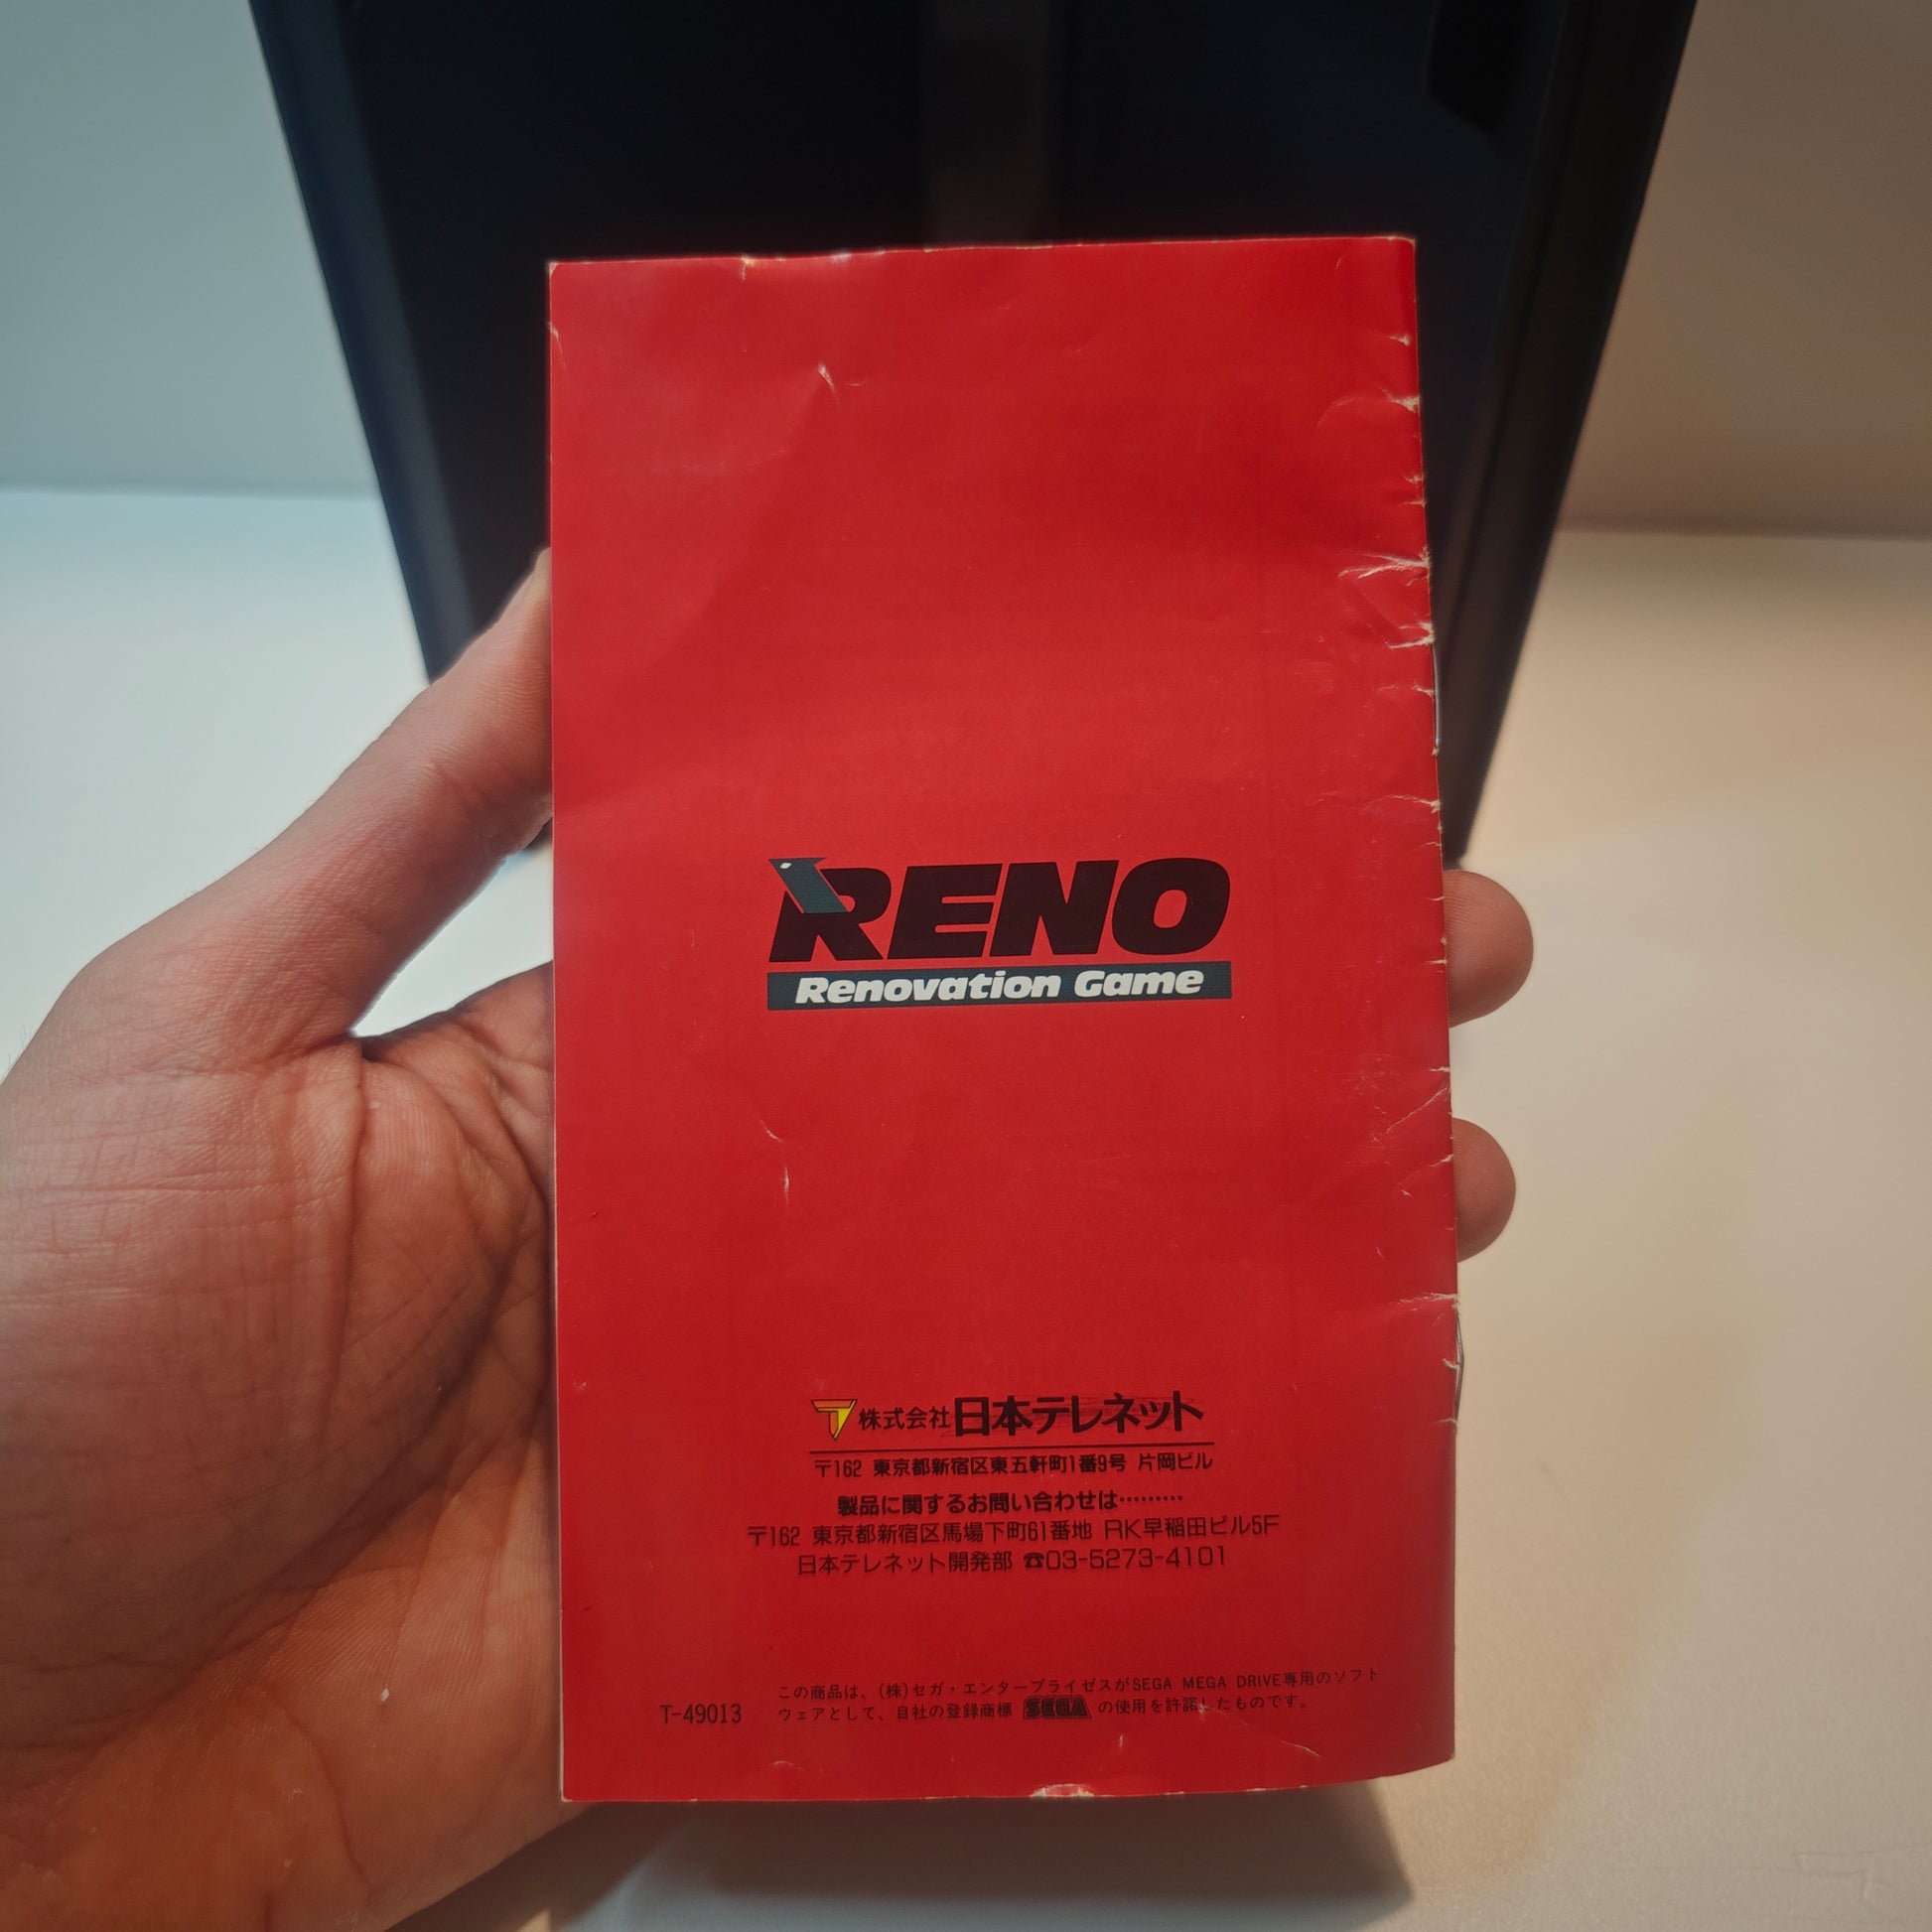 RENO
Renovation Game
株式会社日本テレネット
〒162 東京都新宿区東五軒町1番9号 片岡ビル
製品に関するお問い合わせは………
〒162 東京都新宿区馬場下町61番地 RK早稲田ビル5F
日本テレネット開発部 ☎03-5273-4101
T-49013
この商品は、(株)セガ・エンタープライゼスがSEGA MEGA DRIVE専用のソフト
ウェアとして、自社の登録商標 SEGA の使用を許諾したものです。